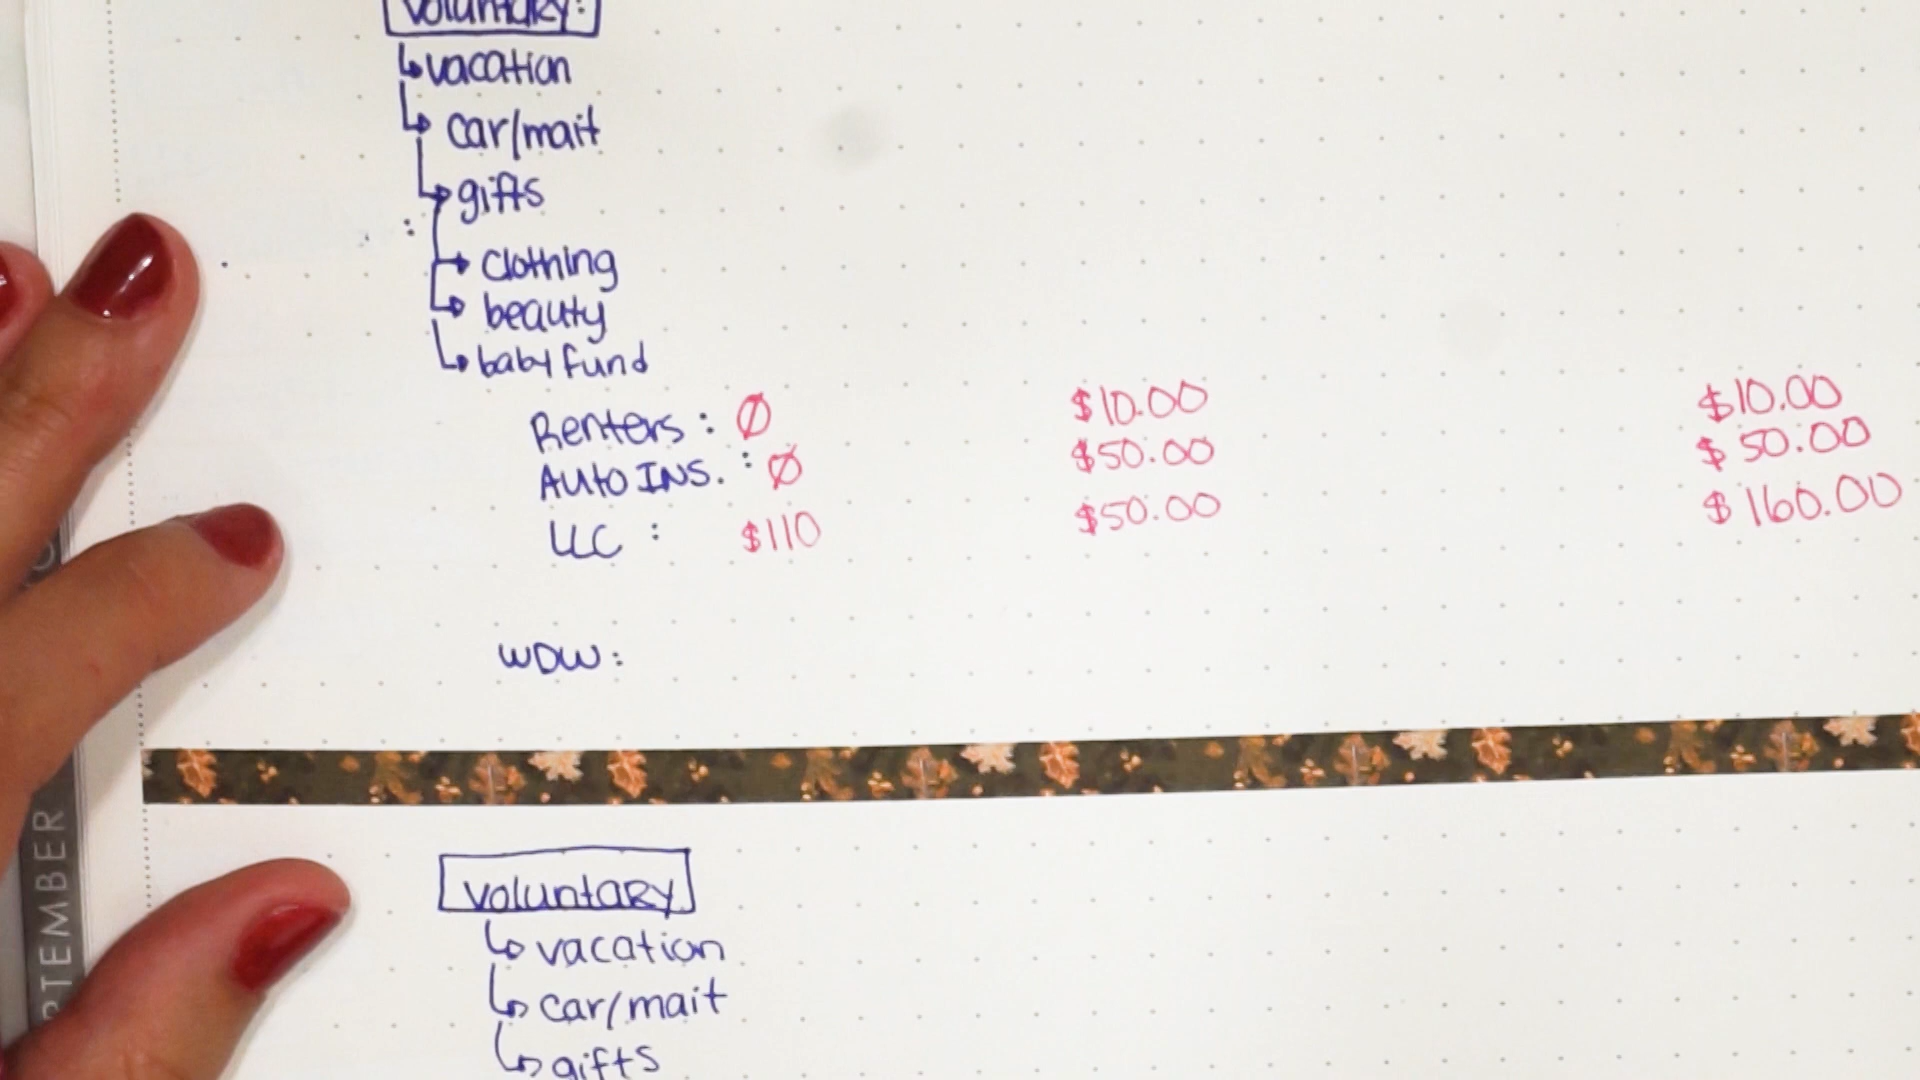 Voluntary:
vacation
car/mait
gifts
clothing
beauty
baby fund
Renters: Ø $10.00 $10.00
Auto INS.: Ø $50.00 $50.00
LLC: $110 $50.00 $160.00
WDW:
voluntary
vacation
car/mait
gifts